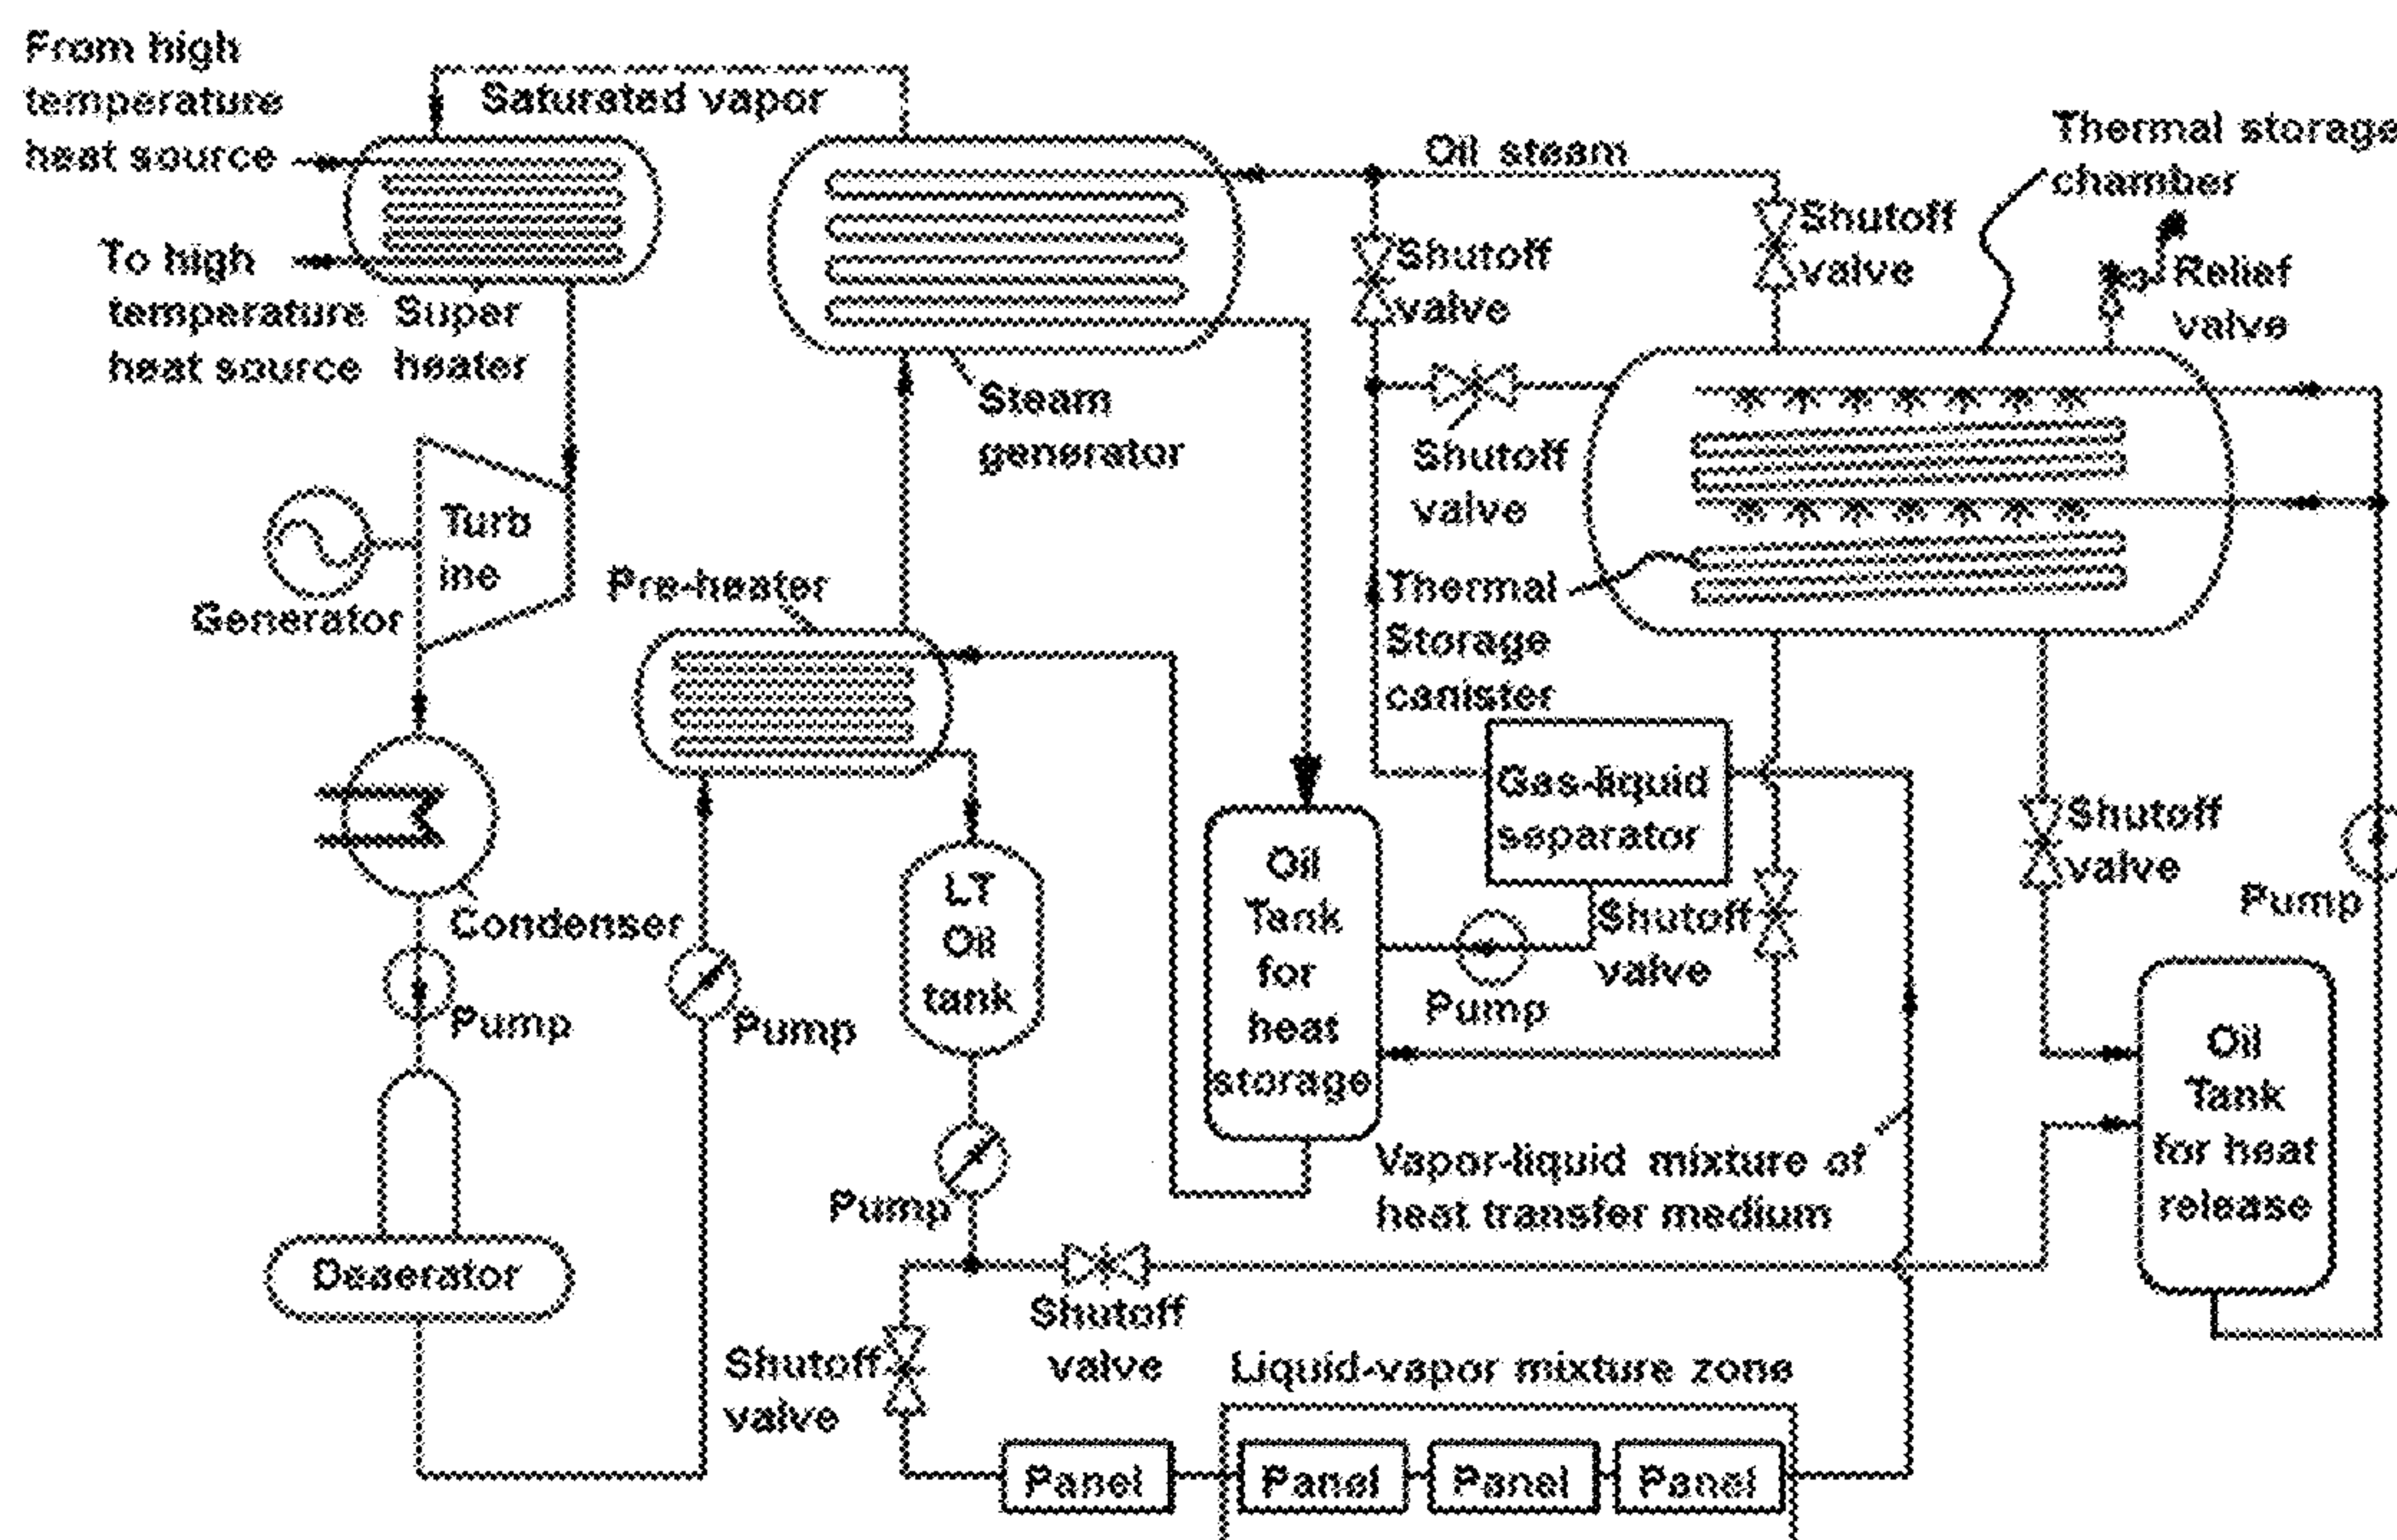 From high
temperature
heat source
Saturated vapor
Oil steam
Thermal storage
chamber
Shutoff
valve
Shutoff
valve
Relief
valve
To high
temperature
heat source
Super
heater
Steam
generator
Shutoff
valve
Turb
ine
Generator
Pre-heater
Thermal
Storage
canister
Gas-liquid
separator
Shutoff
valve
Pump
Oil
Tank
for
heat
storage
LT
Oil
tank
Condenser
Shutoff
valve
Pump
Pump
Pump
Oil
Tank
for heat
release
Vapor-liquid mixture of
heat transfer medium
Pump
Deaerator
Shutoff
valve
Shutoff
valve
Liquid-vapor mixture zone
Panel
Panel
Panel
Panel